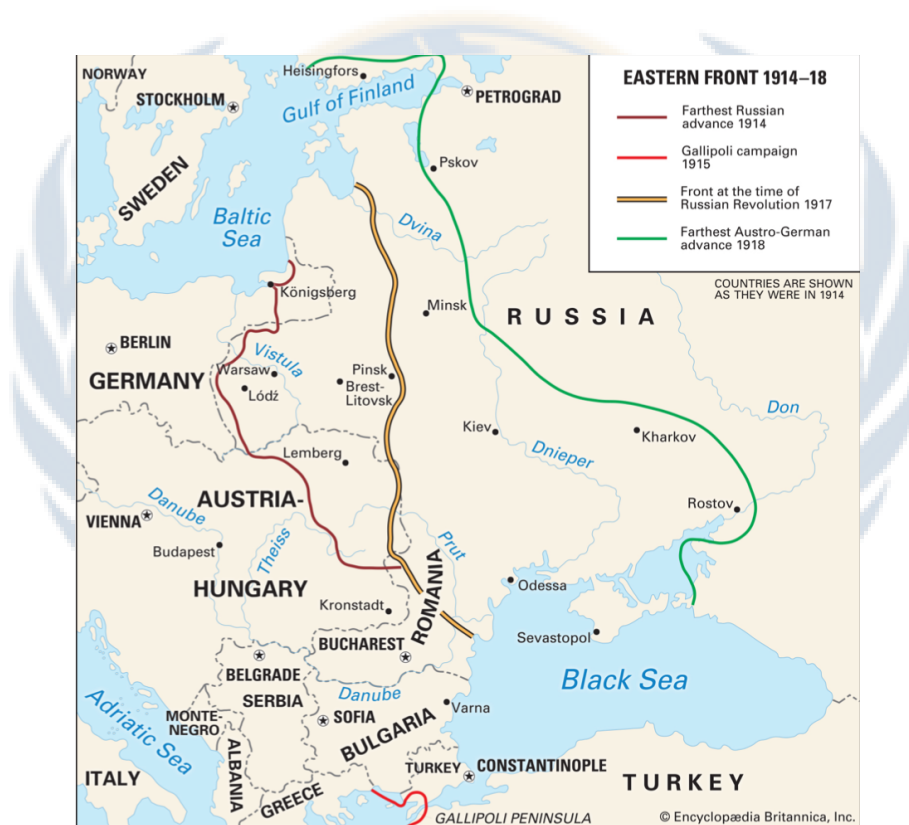 EASTERN FRONT 1914–18
Farthest Russian
advance 1914
Gallipoli campaign
1915
Front at the time of
Russian Revolution 1917
Farthest Austro-German
advance 1918
COUNTRIES ARE SHOWN
AS THEY WERE IN 1914
NORWAY
STOCKHOLM
SWEDEN
Heisingfors
Gulf of Finland
PETROGRAD
Pskov
Baltic
Sea
Dvina
Königsberg
Minsk
RUSSIA
BERLIN
GERMANY
Vistula
Warsaw
Lódź
Pinsk
Brest-
Litovsk
Kiev
Dnieper
Kharkov
Don
Rostov
Lemberg
AUSTRIA-
HUNGARY
Danube
VIENNA
Budapest
Theiss
Prut
Kronstadt
ROMANIA
BUCHAREST
Odessa
Sevastopol
Black Sea
BELGRADE
SERBIA
Danube
MONTE-
NEGRO
SOFIA
BULGARIA
Varna
Adriatic Sea
ITALY
ALBANIA
GREECE
TURKEY
CONSTANTINOPLE
TURKEY
GALLIPOLI PENINSULA
© Encyclopædia Britannica, Inc.